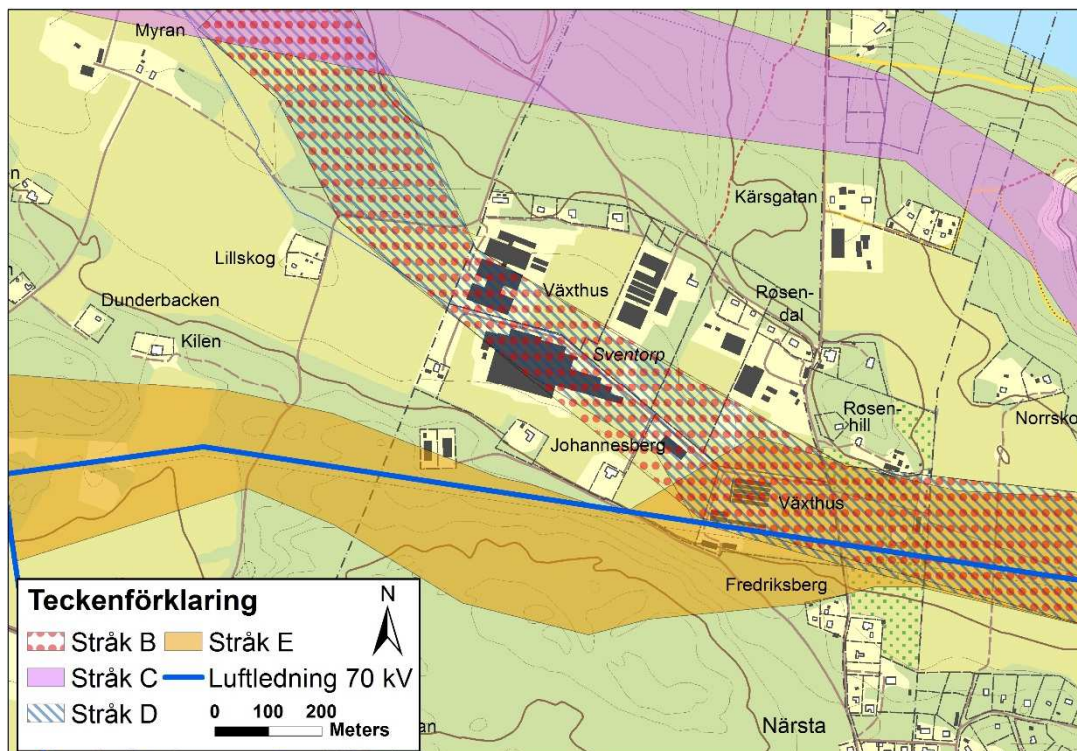 Myran
Kärsgatan
Lillskog
Växthus
Rosen-
dal
Dunderbacken
Kilen
Sventorp
Rosen-
hill
Norrsko
Johannesberg
Växthus
Fredriksberg
Närsta
Teckenförklaring
N
Stråk B
Stråk E
Stråk C
Luftledning 70 kV
Stråk D
0 100 200
Meters